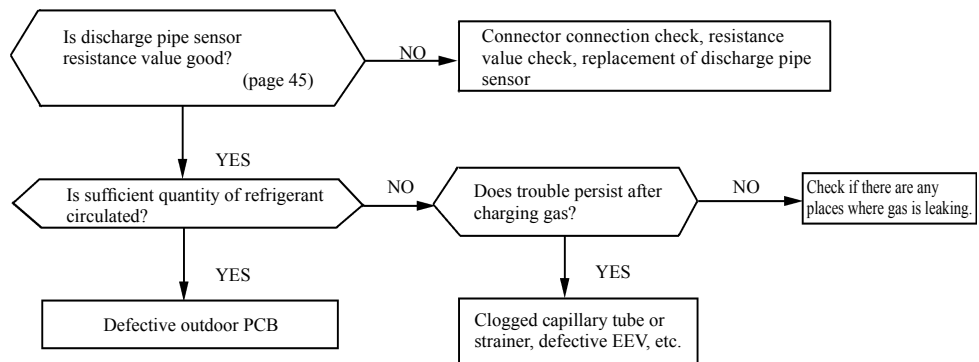 Is discharge pipe sensor
resistance value good?
(page 45)
NO
Connector connection check, resistance
value check, replacement of discharge pipe
sensor
YES
Is sufficient quantity of refrigerant
circulated?
NO
Does trouble persist after
charging gas?
NO
Check if there are any
places where gas is leaking.
YES
YES
Defective outdoor PCB
Clogged capillary tube or
strainer, defective EEV, etc.